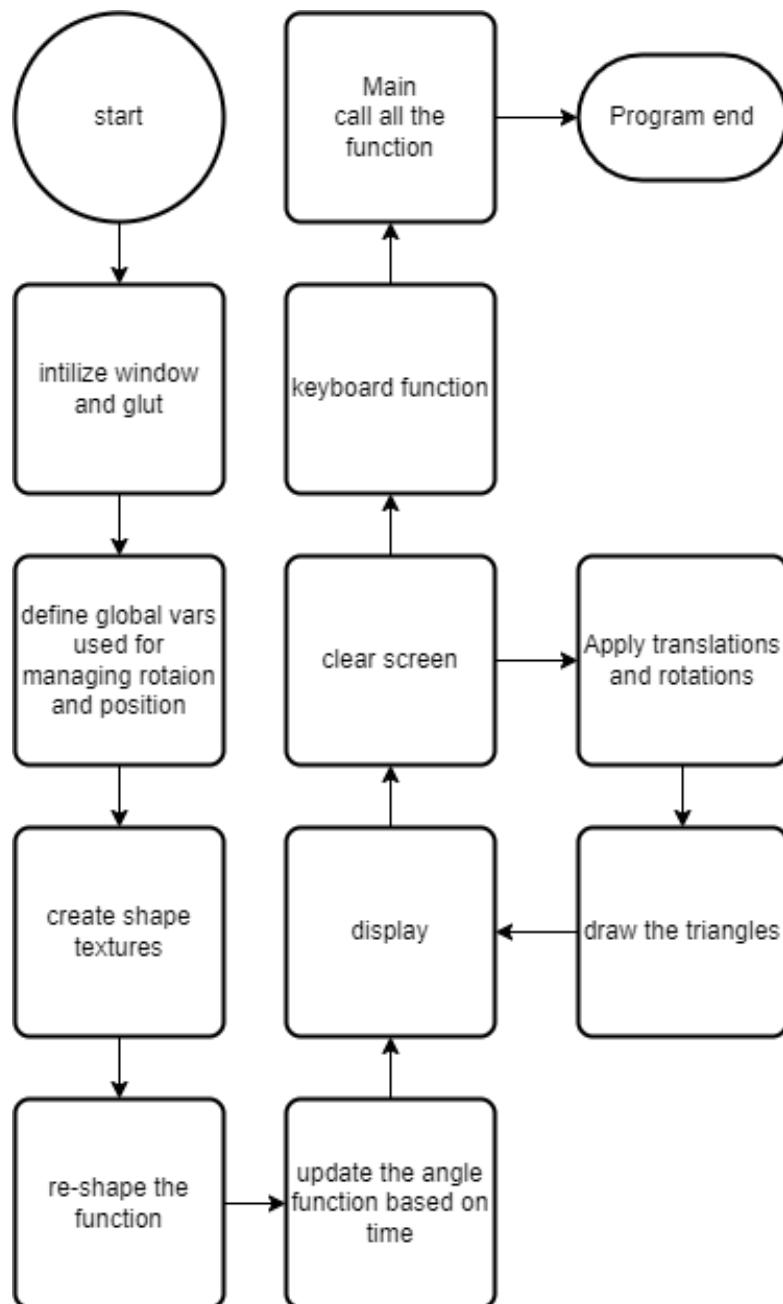 start
intilize window
and glut
define global vars
used for
managing rotaion
and position
create shape
textures
re-shape the
function
update the angle
function based on
time
display
clear screen
Apply translations
and rotations
draw the triangles
keyboard function
Main
call all the
function
Program end